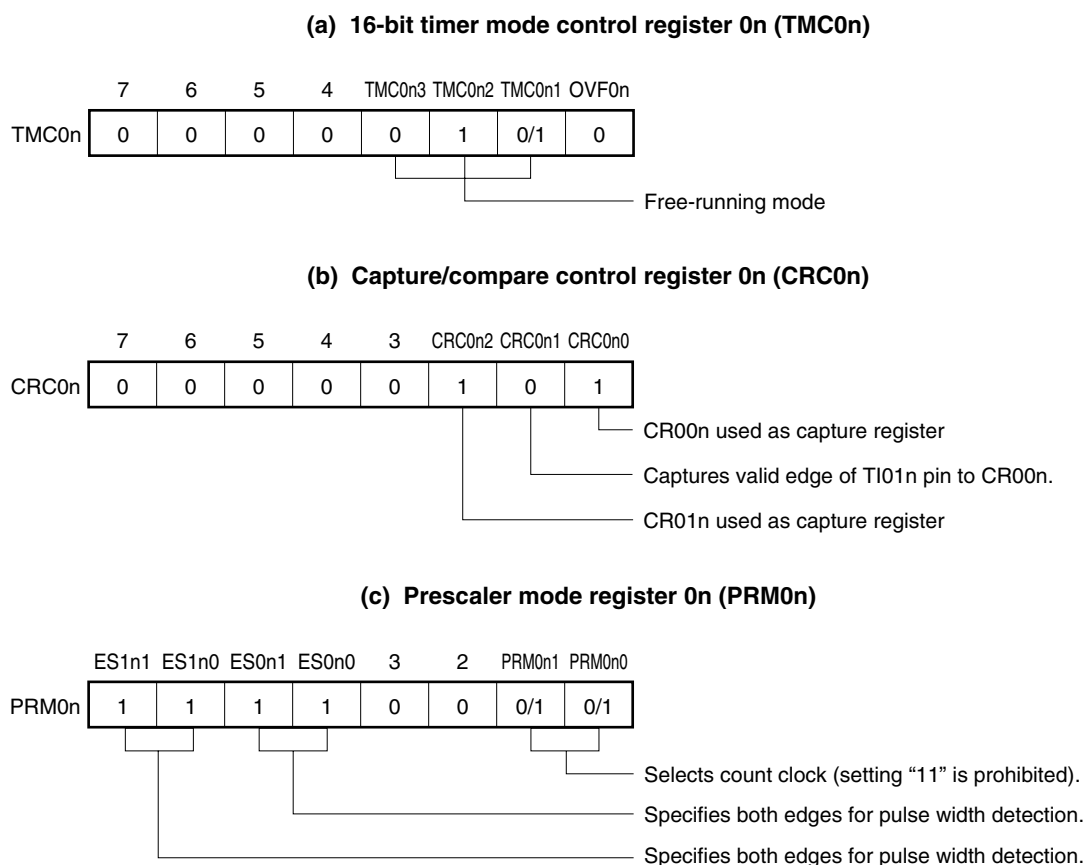 (a) 16-bit timer mode control register 0n (TMC0n)
7 6 5 4 TMC0n3 TMC0n2 TMC0n1 OVF0n
TMC0n 0 0 0 0 0 1 0/1 0
Free-running mode
(b) Capture/compare control register 0n (CRC0n)
7 6 5 4 3 CRC0n2 CRC0n1 CRC0n0
CRC0n 0 0 0 0 0 1 0 1
CR00n used as capture register
Captures valid edge of TI01n pin to CR00n.
CR01n used as capture register
(c) Prescaler mode register 0n (PRM0n)
ES1n1 ES1n0 ES0n1 ES0n0 3 2 PRM0n1 PRM0n0
PRM0n 1 1 1 1 0 0 0/1 0/1
Selects count clock (setting “11” is prohibited).
Specifies both edges for pulse width detection.
Specifies both edges for pulse width detection.